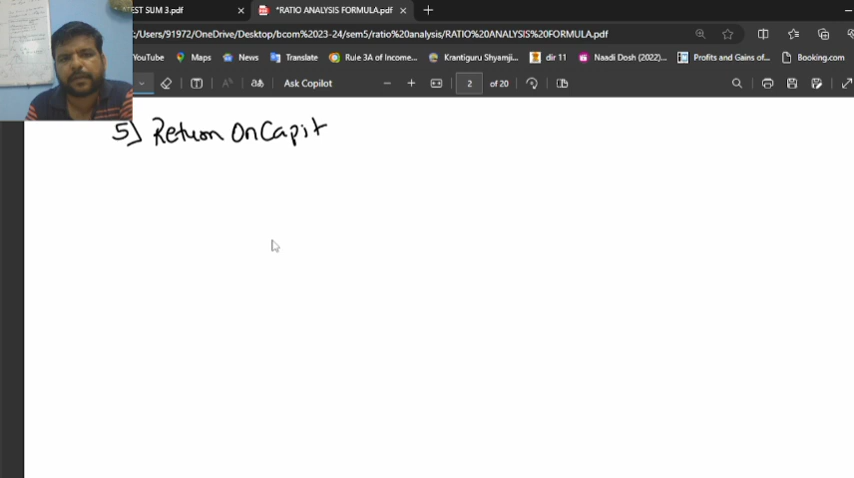 TEST SUM 3.pdf
*RATIO ANALYSIS FORMULA.pdf
:/Users/91972/OneDrive/Desktop/bcom%2023-24/sem5/ratio%20analysis/RATIO%20ANALYSIS%20FORMULA.pdf
YouTube Maps News Translate Rule 3A of Income... Krantiguru Shyamji... dir 11 Naadi Dosh (2022)... Profits and Gains of... Booking.com
Ask Copilot 2 of 20
5] Return On Capit